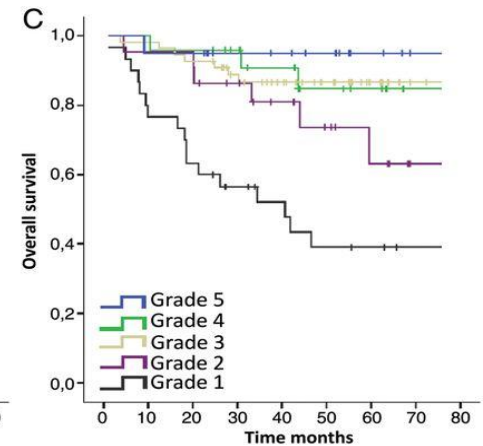 C
Overall survival
1,0
0,8
0,6
0,4
0,2
0,0
Grade 5
Grade 4
Grade 3
Grade 2
Grade 1
0 10 20 30 40 50 60 70 80
Time months